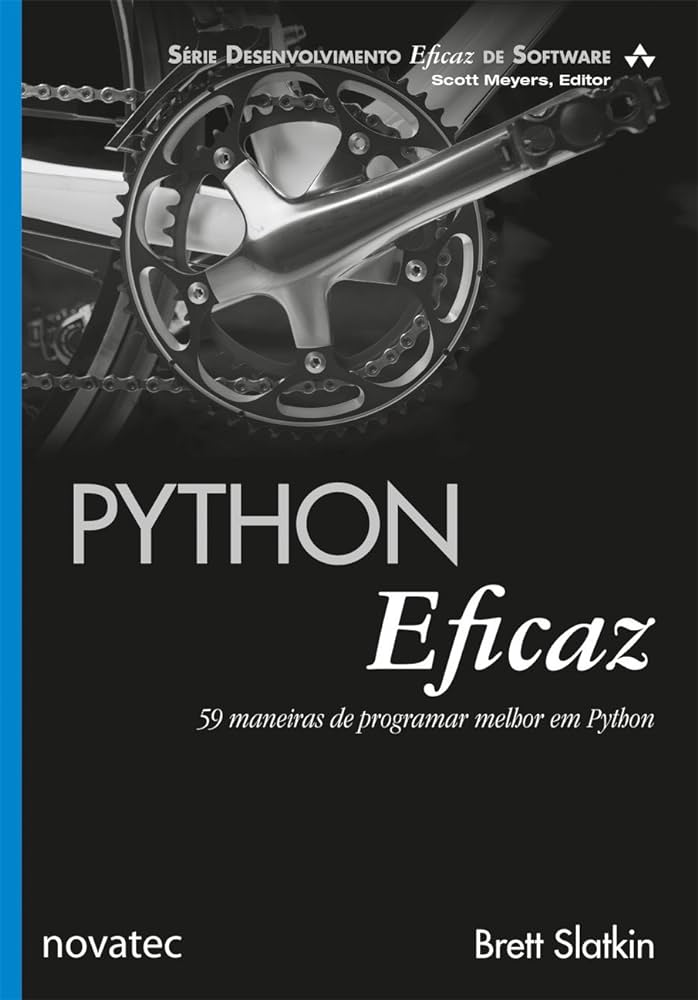 SÉRIE DESENVOLVIMENTO Eficaz DE SOFTWARE
Scott Meyers, Editor
PYTHON
Eficaz
59 maneiras de programar melhor em Python
novatec
Brett Slatkin